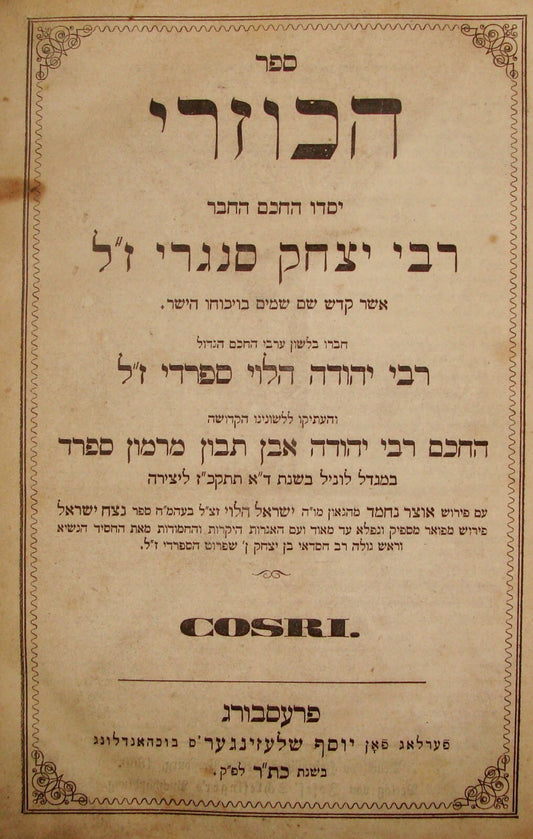 ספר
הכוזרי
יסדו החכם החבר
רבי יצחק סנגרי ז"ל
אשר קדש שם שמים בויכוחו הישר.
חברו בלשון ערבי החכם הגדול
רבי יהודה הלוי ספרדי ז"ל
והעתיקו ללשונינו הקדושה
החכם רבי יהודה אבן תבון מרמון ספרד
במגדל לוניל בשנת ד"א תתקכ"ז ליצירה
עם פירוש אוצר נחמד מהגאון מו"ה ישראל הלוי זצ"ל בעהמ"ח ספר נצח ישראל
פירוש מפואר מספיק ונפלא עד מאוד ועם האגרות היקרות והחמודות מאת החסיד הנשיא
וראש גולה רב חסדאי בן יצחק ן' שפרוט הספרדי ז"ל.
COSRI.
פרעסבורג
פערלאג פאן יוסף שלעזינגער'ס בוכהאנדלונג
בשנת כת"ר לפ"ק.